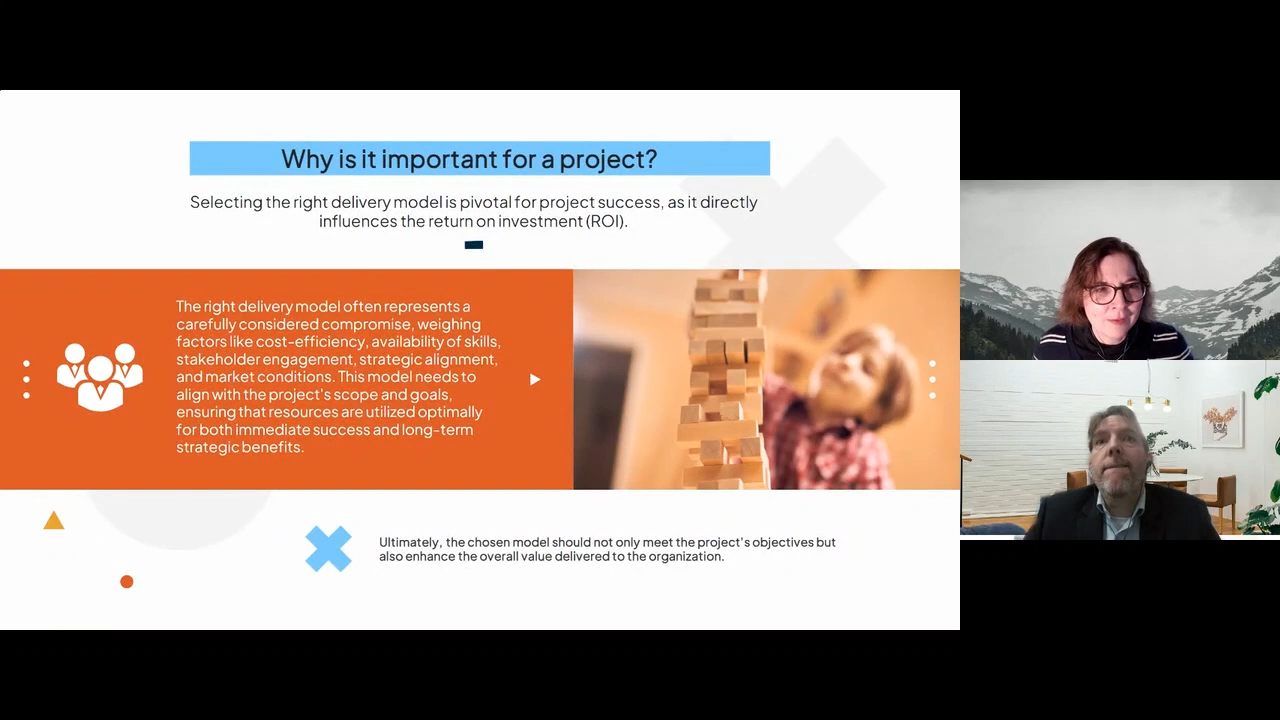 Why is it important for a project?
Selecting the right delivery model is pivotal for project success, as it directly
influences the return on investment (ROI).
The right delivery model often represents a
carefully considered compromise, weighing
factors like cost-efficiency, availability of skills,
stakeholder engagement, strategic alignment,
and market conditions. This model needs to
align with the project's scope and goals,
ensuring that resources are utilized optimally
for both immediate success and long-term
strategic benefits.
Ultimately, the chosen model should not only meet the project's objectives but
also enhance the overall value delivered to the organization.